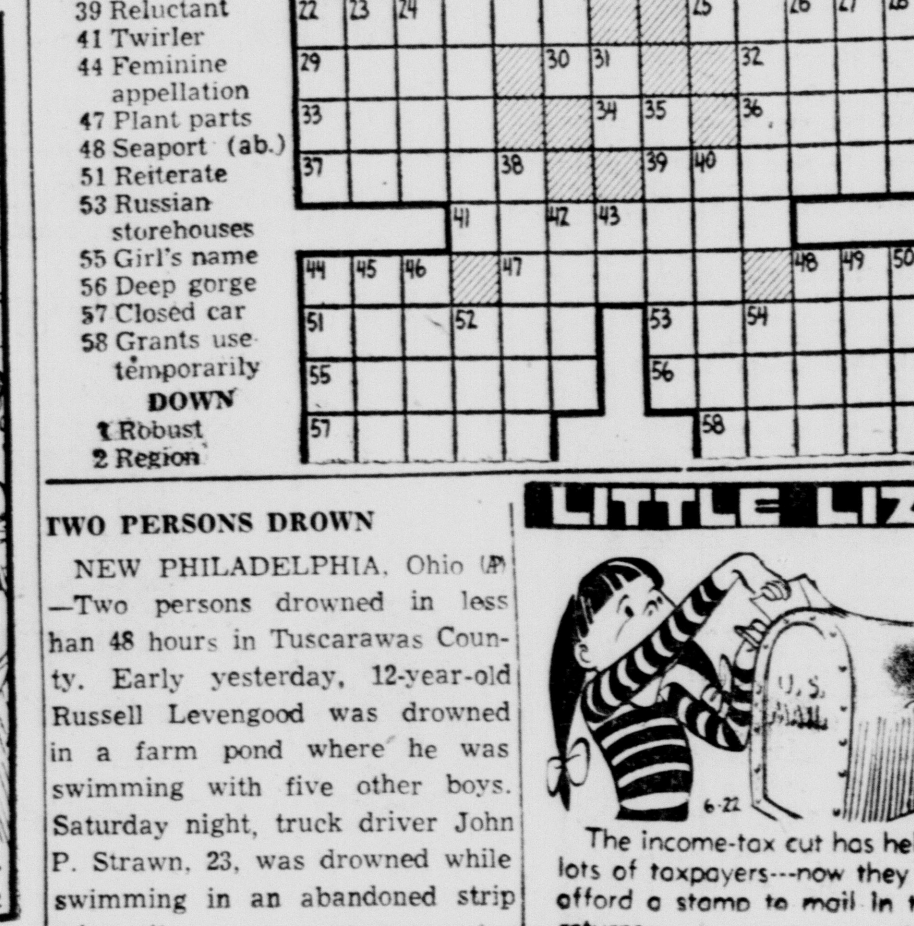 39 Reluctant
41 Twirler
44 Feminine
appellation
47 Plant parts
48 Seaport (ab.)
51 Reiterate
53 Russian
storehouses
55 Girl's name
56 Deep gorge
57 Closed car
58 Grants use
temporarily
DOWN
1 Robust
2 Region
22 23 24 25 26 27 28
29 30 31 32
33 34 35 36
37 38 39 40
41 42 43
44 45 46 47 48 49 50
51 52 53 54
55 56
57 58
TWO PERSONS DROWN
NEW PHILADELPHIA, Ohio (AP)
—Two persons drowned in less
han 48 hours in Tuscarawas Coun-
ty. Early yesterday, 12-year-old
Russell Levengood was drowned
in a farm pond where he was
swimming with five other boys.
Saturday night, truck driver John
P. Strawn, 23, was drowned while
swimming in an abandoned strip
LITTLE LIZ
U.S.
MAIL
6-22
The income-tax cut has he
lots of taxpayers---now they
afford a stamp to mail in t